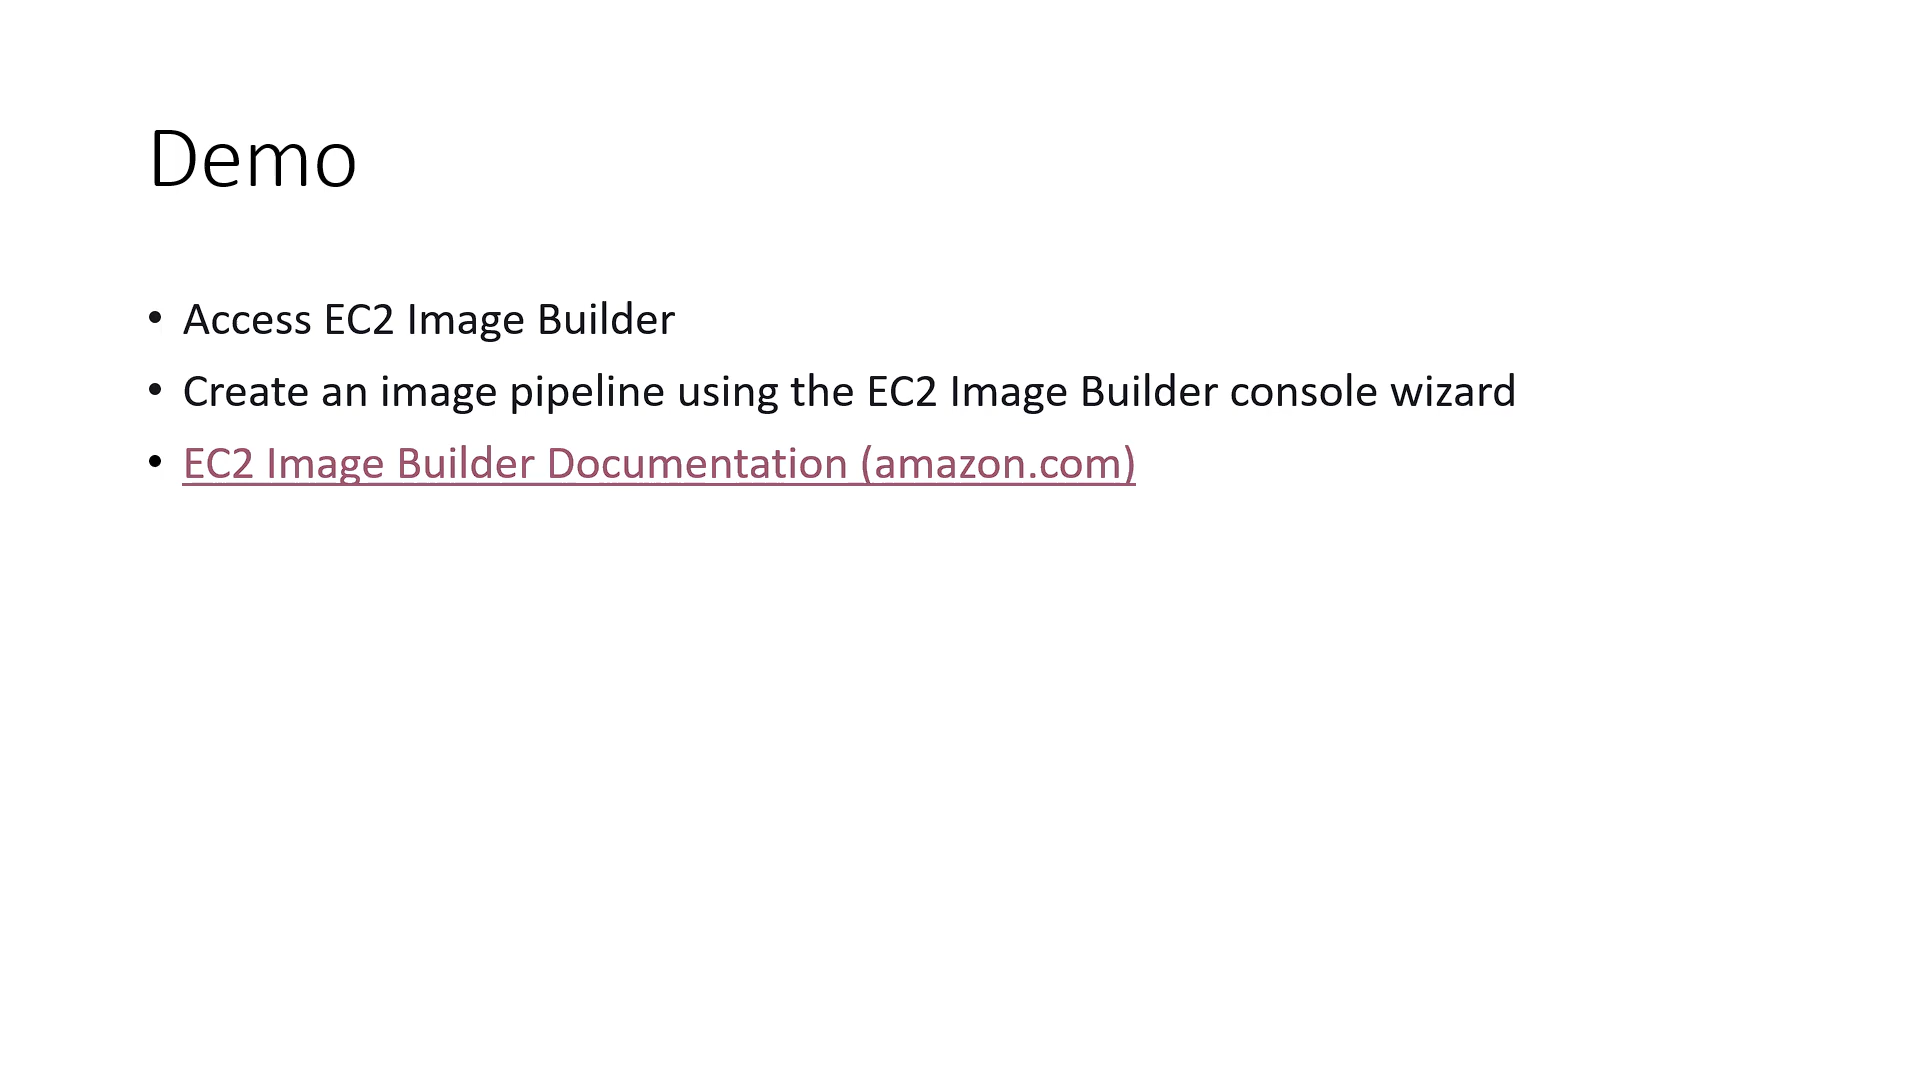 Demo
• Access EC2 Image Builder
• Create an image pipeline using the EC2 Image Builder console wizard
• EC2 Image Builder Documentation (amazon.com)